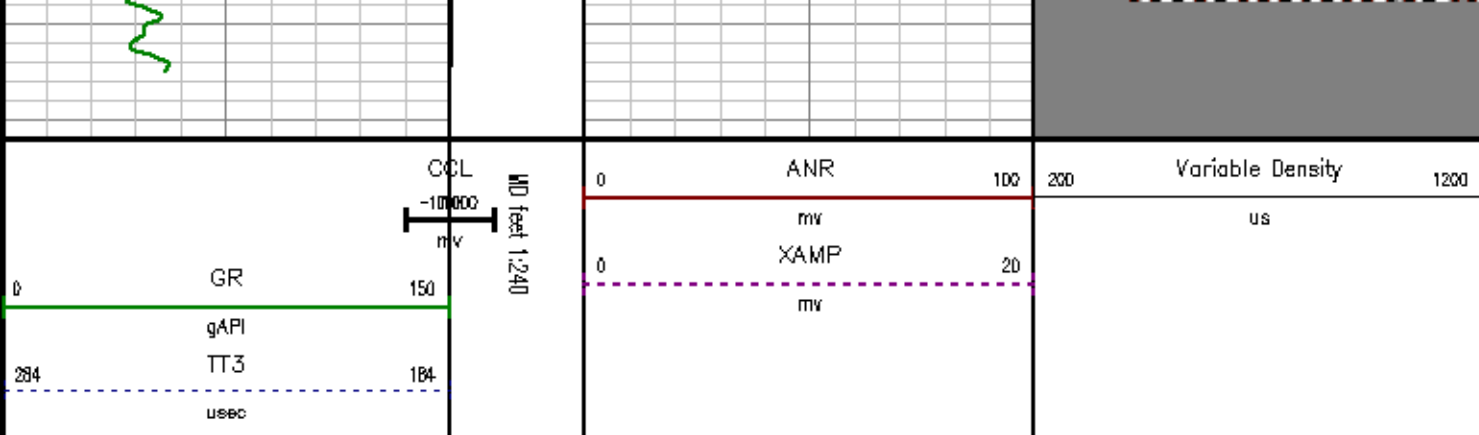 CCL
mv
GR
0 150
gAPI
TT3
284 184
usec
MD feet 1:240
ANR
0 100
mv
XAMP
0 20
mv
Variable Density
200 1200
us